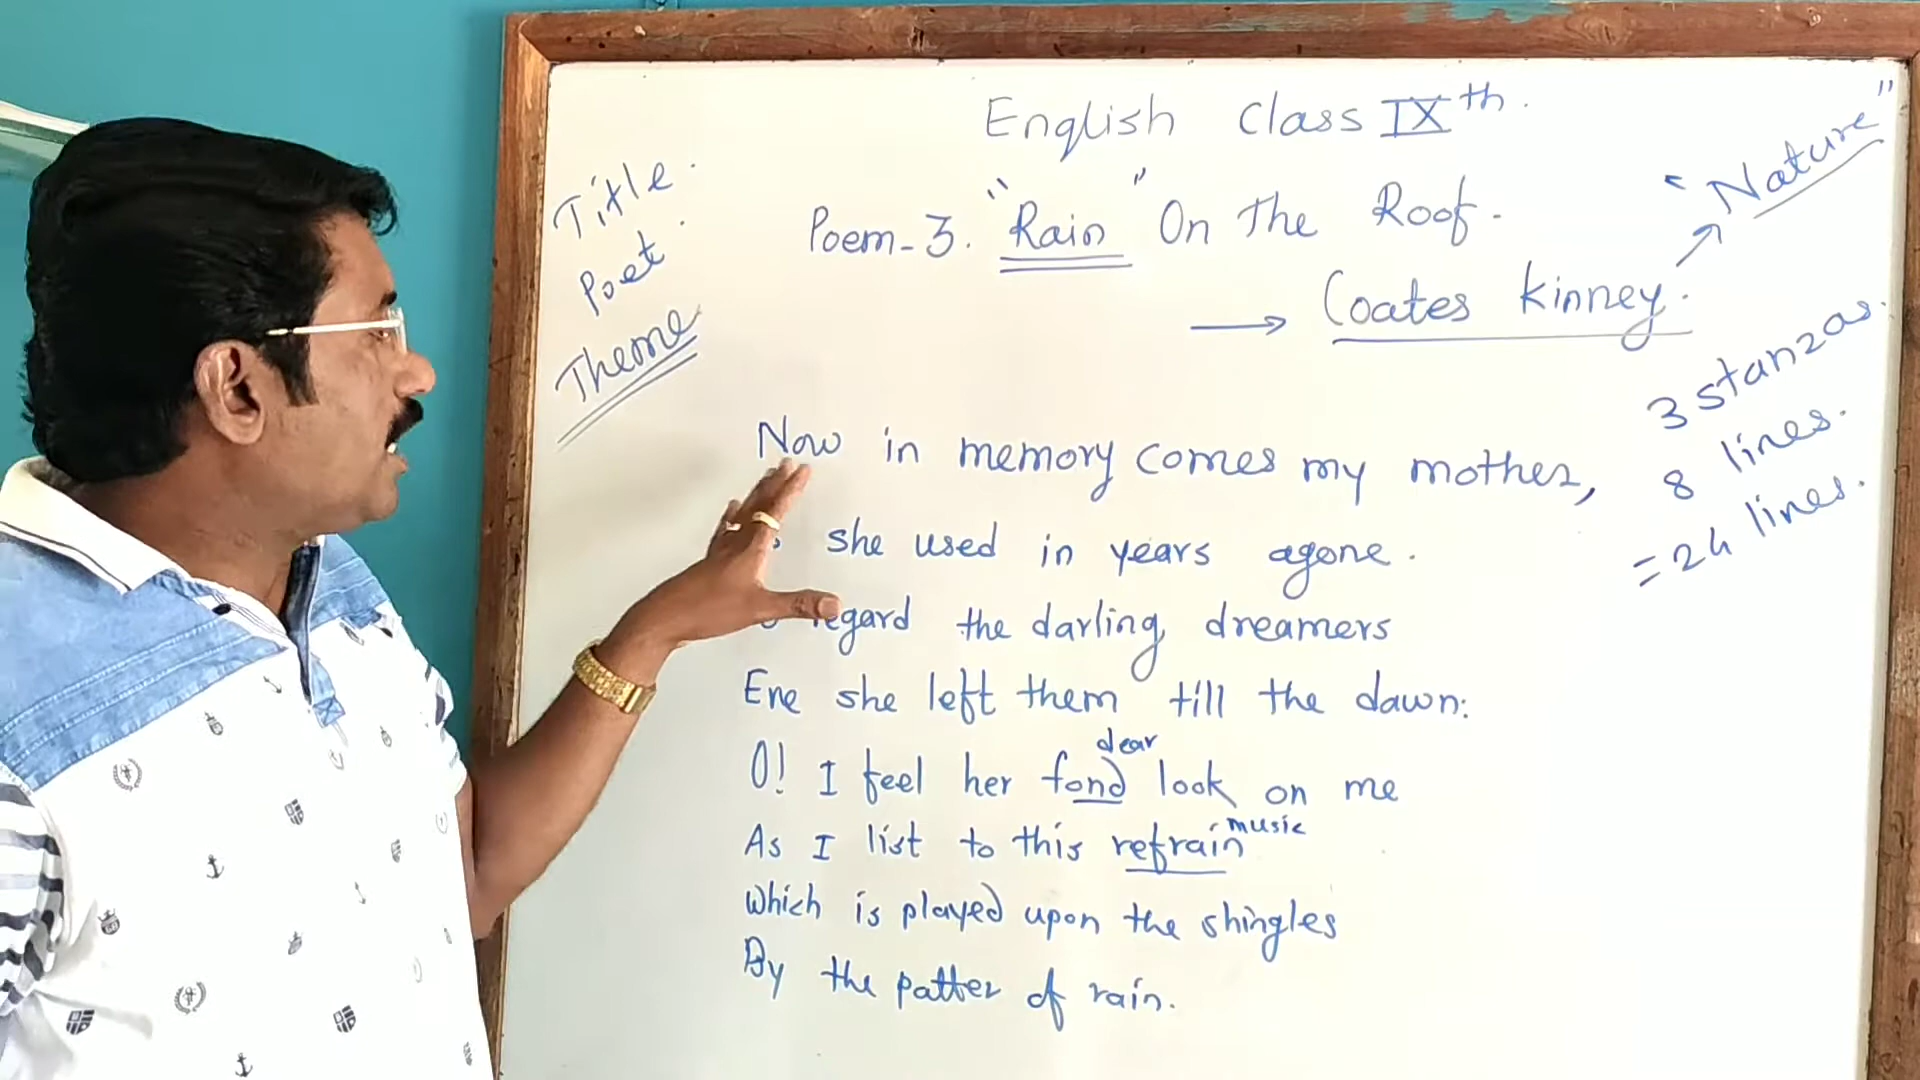 English Class IXth.
Poem-3. "Rain" On The Roof.
→ Coates Kinney.
"Nature"
Title.
Poet.
Theme
3 stanzas.
8 lines.
= 24 lines.
Now in memory comes my mother,
she used in years agone.
regard the darling dreamers
Ere she left them till the dawn:
dear
O! I feel her fond look on me
music
As I list to this refrain
Which is played upon the shingles
By the patter of rain.